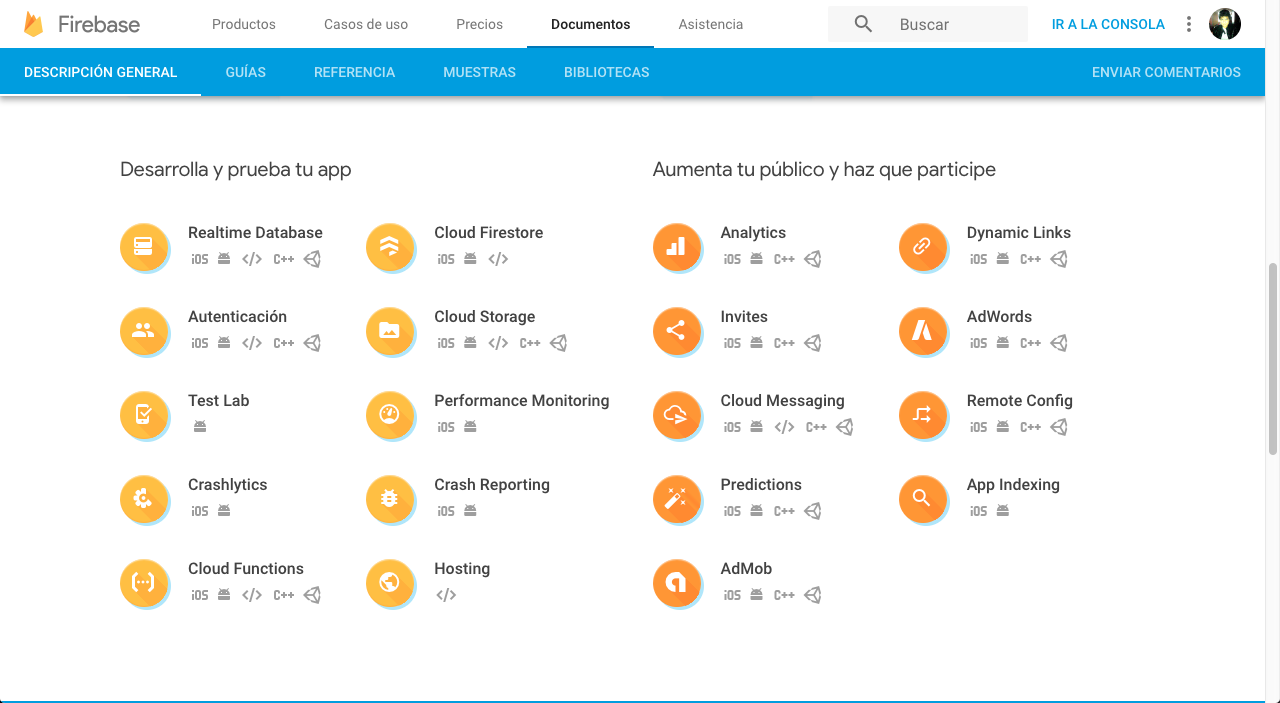 Firebase
Productos
Casos de uso
Precios
Documentos
Asistencia
Buscar
IR A LA CONSOLA
DESCRIPCIÓN GENERAL
GUÍAS
REFERENCIA
MUESTRAS
BIBLIOTECAS
ENVIAR COMENTARIOS
Desarrolla y prueba tu app
Realtime Database
iOS </> C++
Cloud Firestore
iOS </>
Autenticación
iOS </> C++
Cloud Storage
iOS </> C++
Test Lab
Performance Monitoring
iOS
Crashlytics
iOS
Crash Reporting
iOS
Cloud Functions
iOS </> C++
Hosting
</>
Aumenta tu público y haz que participe
Analytics
iOS C++
Dynamic Links
iOS C++
Invites
iOS C++
AdWords
iOS C++
Cloud Messaging
iOS </> C++
Remote Config
iOS C++
Predictions
iOS C++
App Indexing
iOS
AdMob
iOS C++